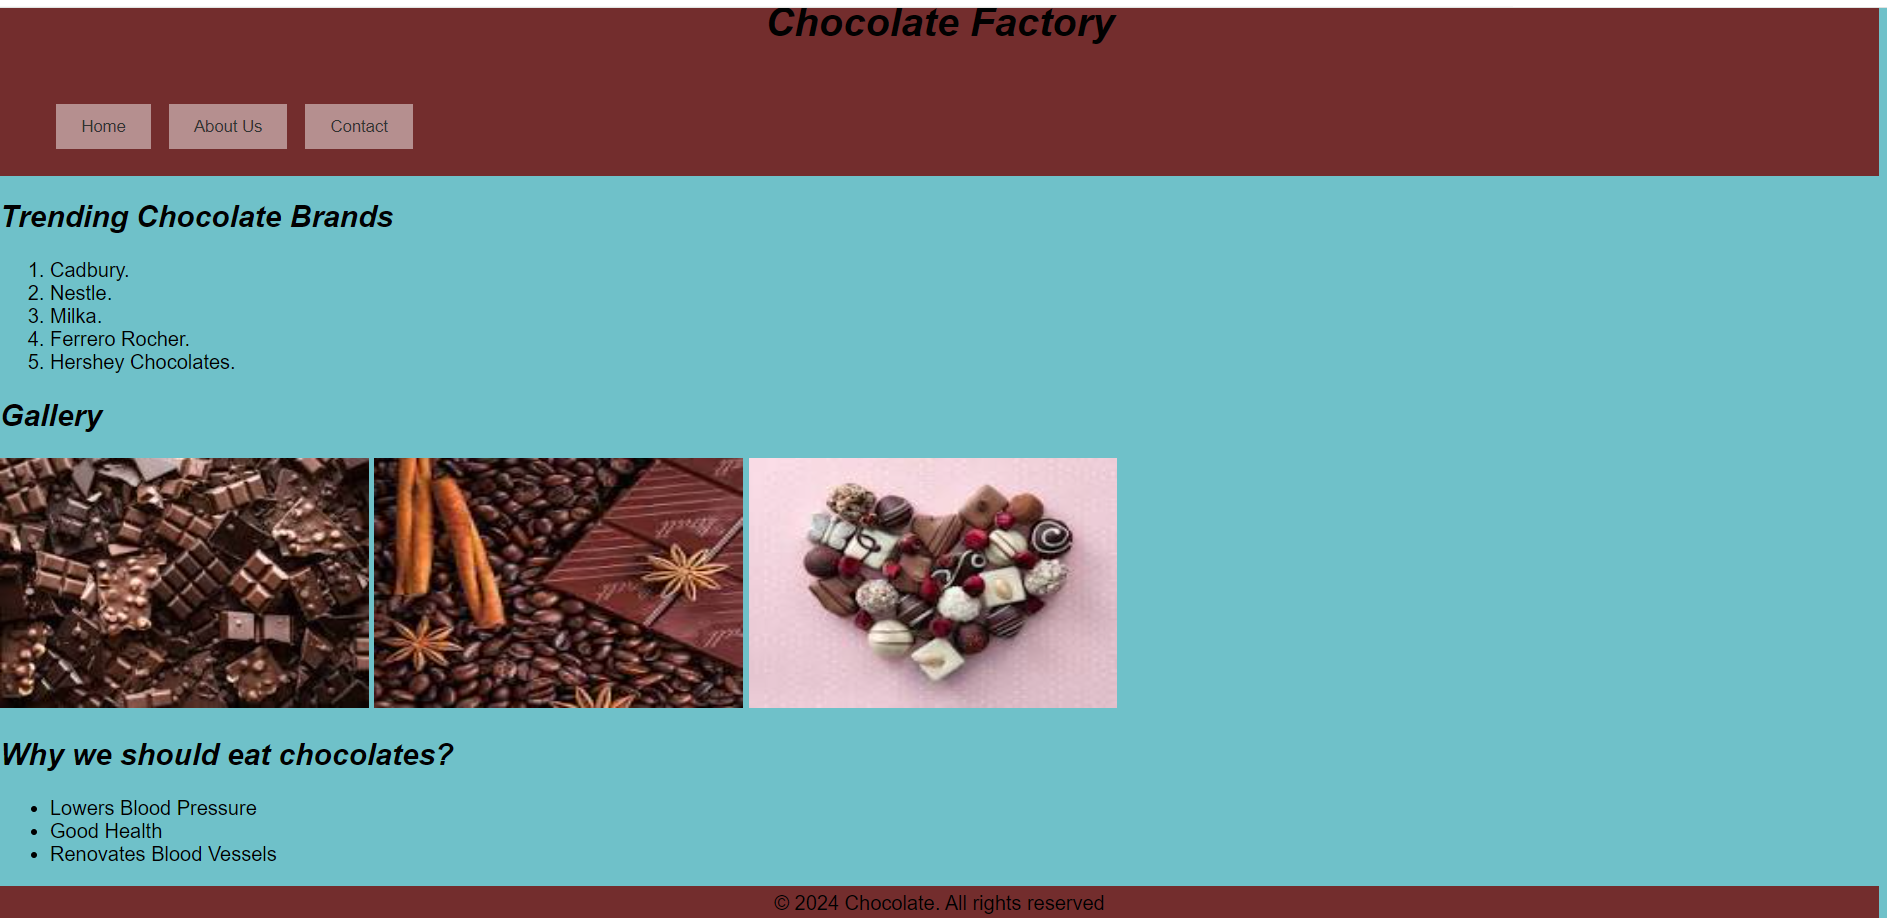 Chocolate Factory
Home About Us Contact
Trending Chocolate Brands
1. Cadbury.
2. Nestle.
3. Milka.
4. Ferrero Rocher.
5. Hershey Chocolates.
Gallery
Why we should eat chocolates?
• Lowers Blood Pressure
• Good Health
• Renovates Blood Vessels
© 2024 Chocolate. All rights reserved